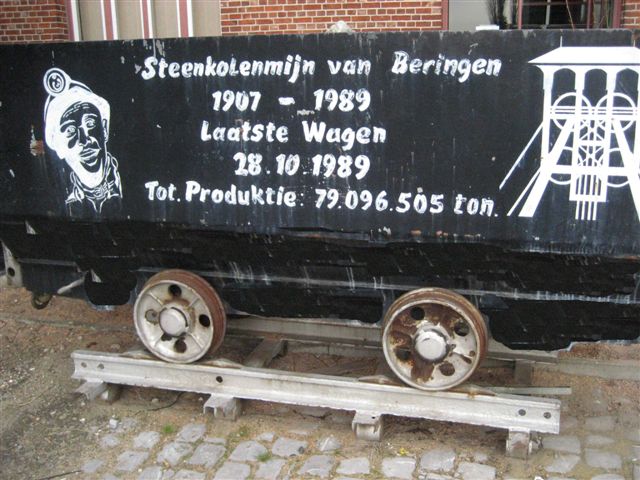 Steenkolenmijn van Beringen
1907 - 1989
Laatste Wagen
28.10.1989
Tot. Produktie: 79.096.505 ton.